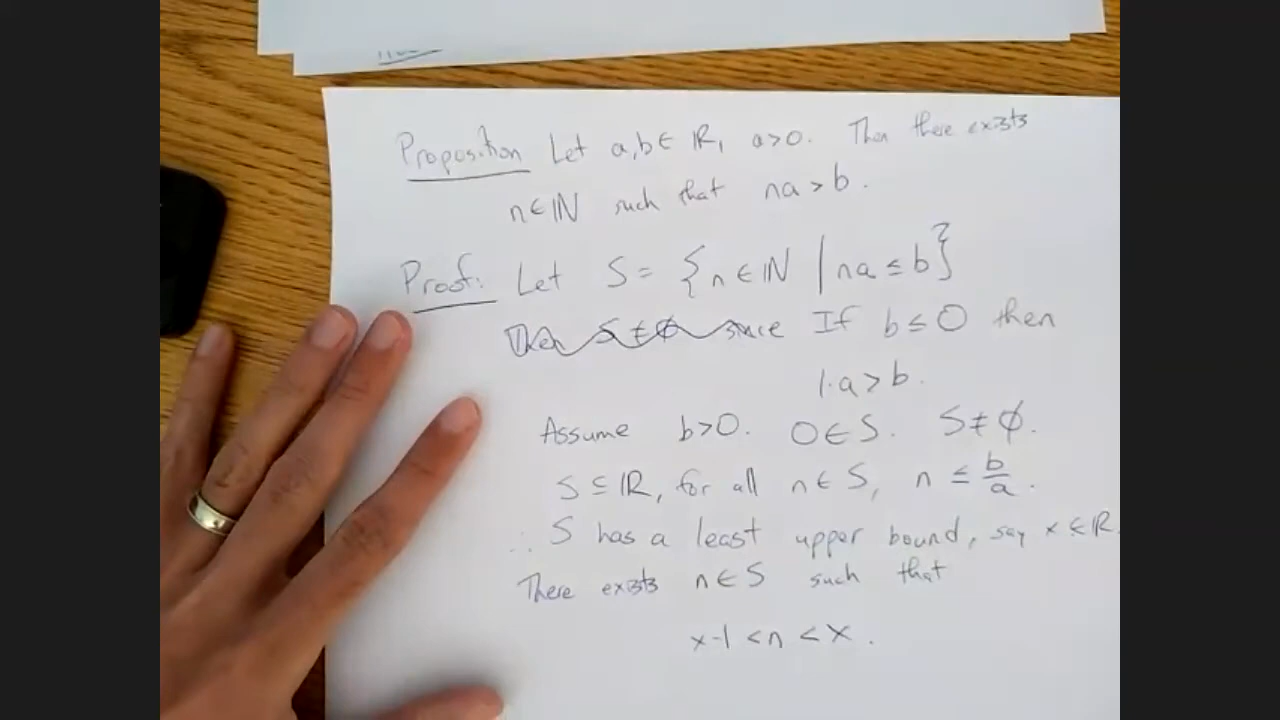 Proposition Let a,b ∈ ℝ, a>0. Then there exists
n ∈ ℕ such that na > b.
Proof: Let S = {n ∈ ℕ | na ≤ b}
Then S ≠ ∅ since If b ≤ 0 then
1·a > b.
Assume b>0. 0 ∈ S. S ≠ ∅.
S ⊆ ℝ, for all n ∈ S, n ≤ b/a.
∴ S has a least upper bound, say x ∈ ℝ.
There exists n ∈ S such that
x-1 < n < x.